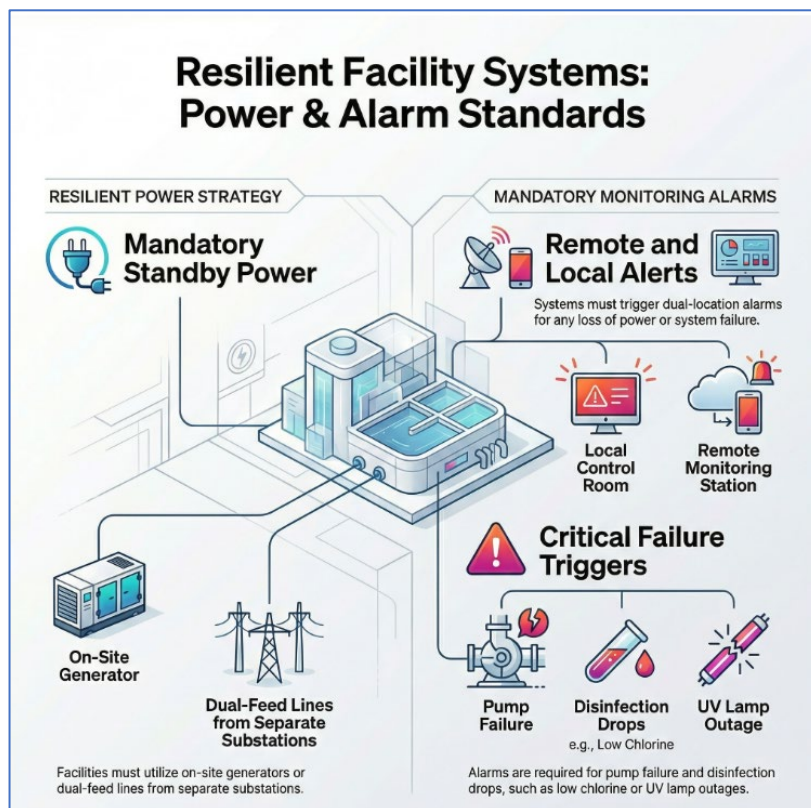 Resilient Facility Systems:
Power & Alarm Standards
RESILIENT POWER STRATEGY
Mandatory
Standby Power
On-Site
Generator
Dual-Feed Lines
from Separate
Substations
Facilities must utilize on-site generators or
dual-feed lines from separate substations.
MANDATORY MONITORING ALARMS
Remote and
Local Alerts
Systems must trigger dual-location alarms
for any loss of power or system failure.
Local
Control
Room
Remote
Monitoring
Station
Critical Failure
Triggers
Pump
Failure
Disinfection
Drops
e.g., Low Chlorine
UV Lamp
Outage
Alarms are required for pump failure and disinfection
drops, such as low chlorine or UV lamp outages.